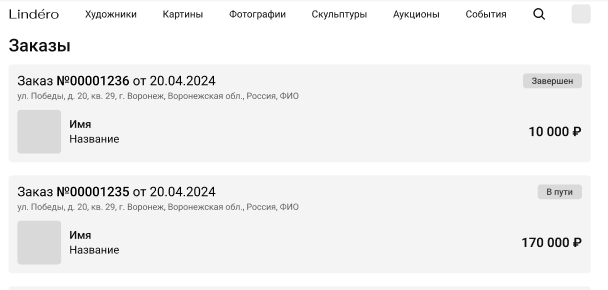 Lindéro Художники Картины Фотографии Скульптуры Аукционы События
Заказы
Заказ №00001236 от 20.04.2024 Завершен
ул. Победы, д. 20, кв. 29, г. Воронеж, Воронежская обл., Россия, ФИО
Имя
Название
10 000 ₽
Заказ №00001235 от 20.04.2024 В пути
ул. Победы, д. 20, кв. 29, г. Воронеж, Воронежская обл., Россия, ФИО
Имя
Название
170 000 ₽